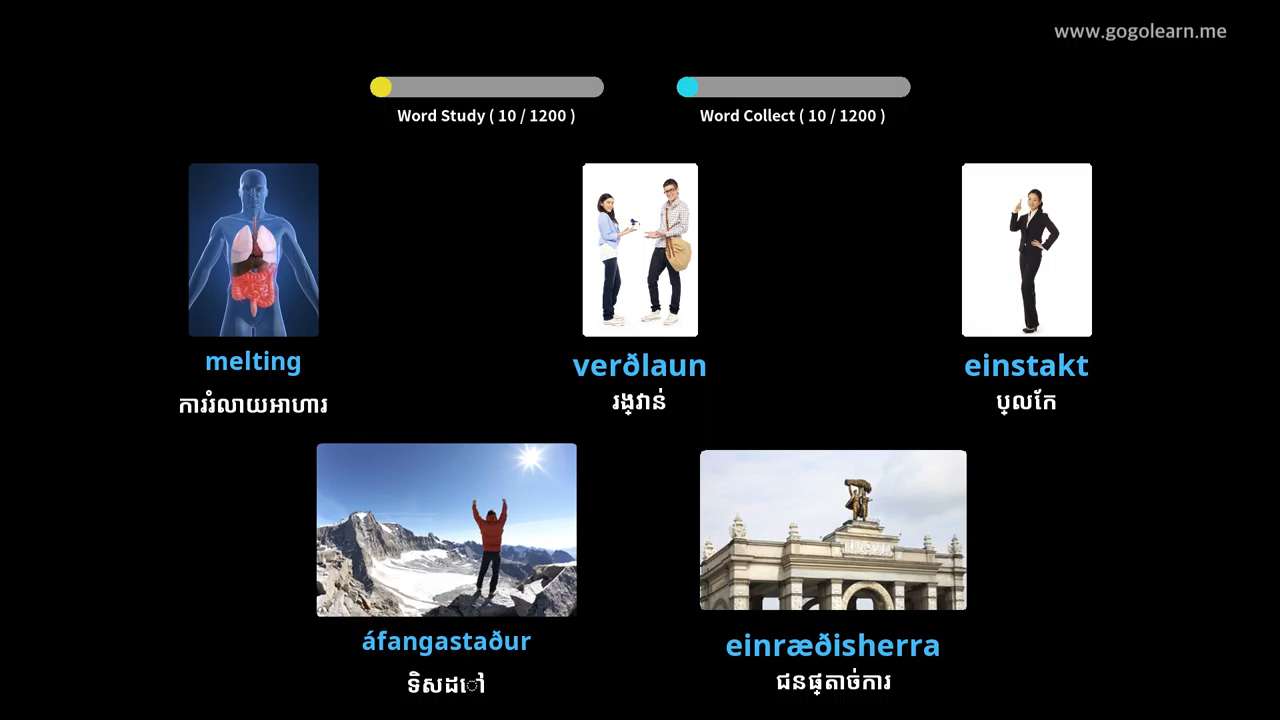 www.gogolearn.me
Word Study ( 10 / 1200 )
Word Collect ( 10 / 1200 )
melting
ការរំលាយអាហារ
verðlaun
រង្វាន់
einstakt
ប្លែក
áfangastaður
ទិសដៅ
einræðisherra
ជនផ្តាច់ការ